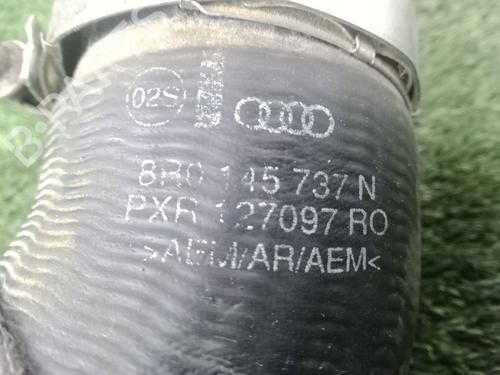 02S
8R0 145 737 N
PXR 127097 RO
>AEM/AR/AEM<